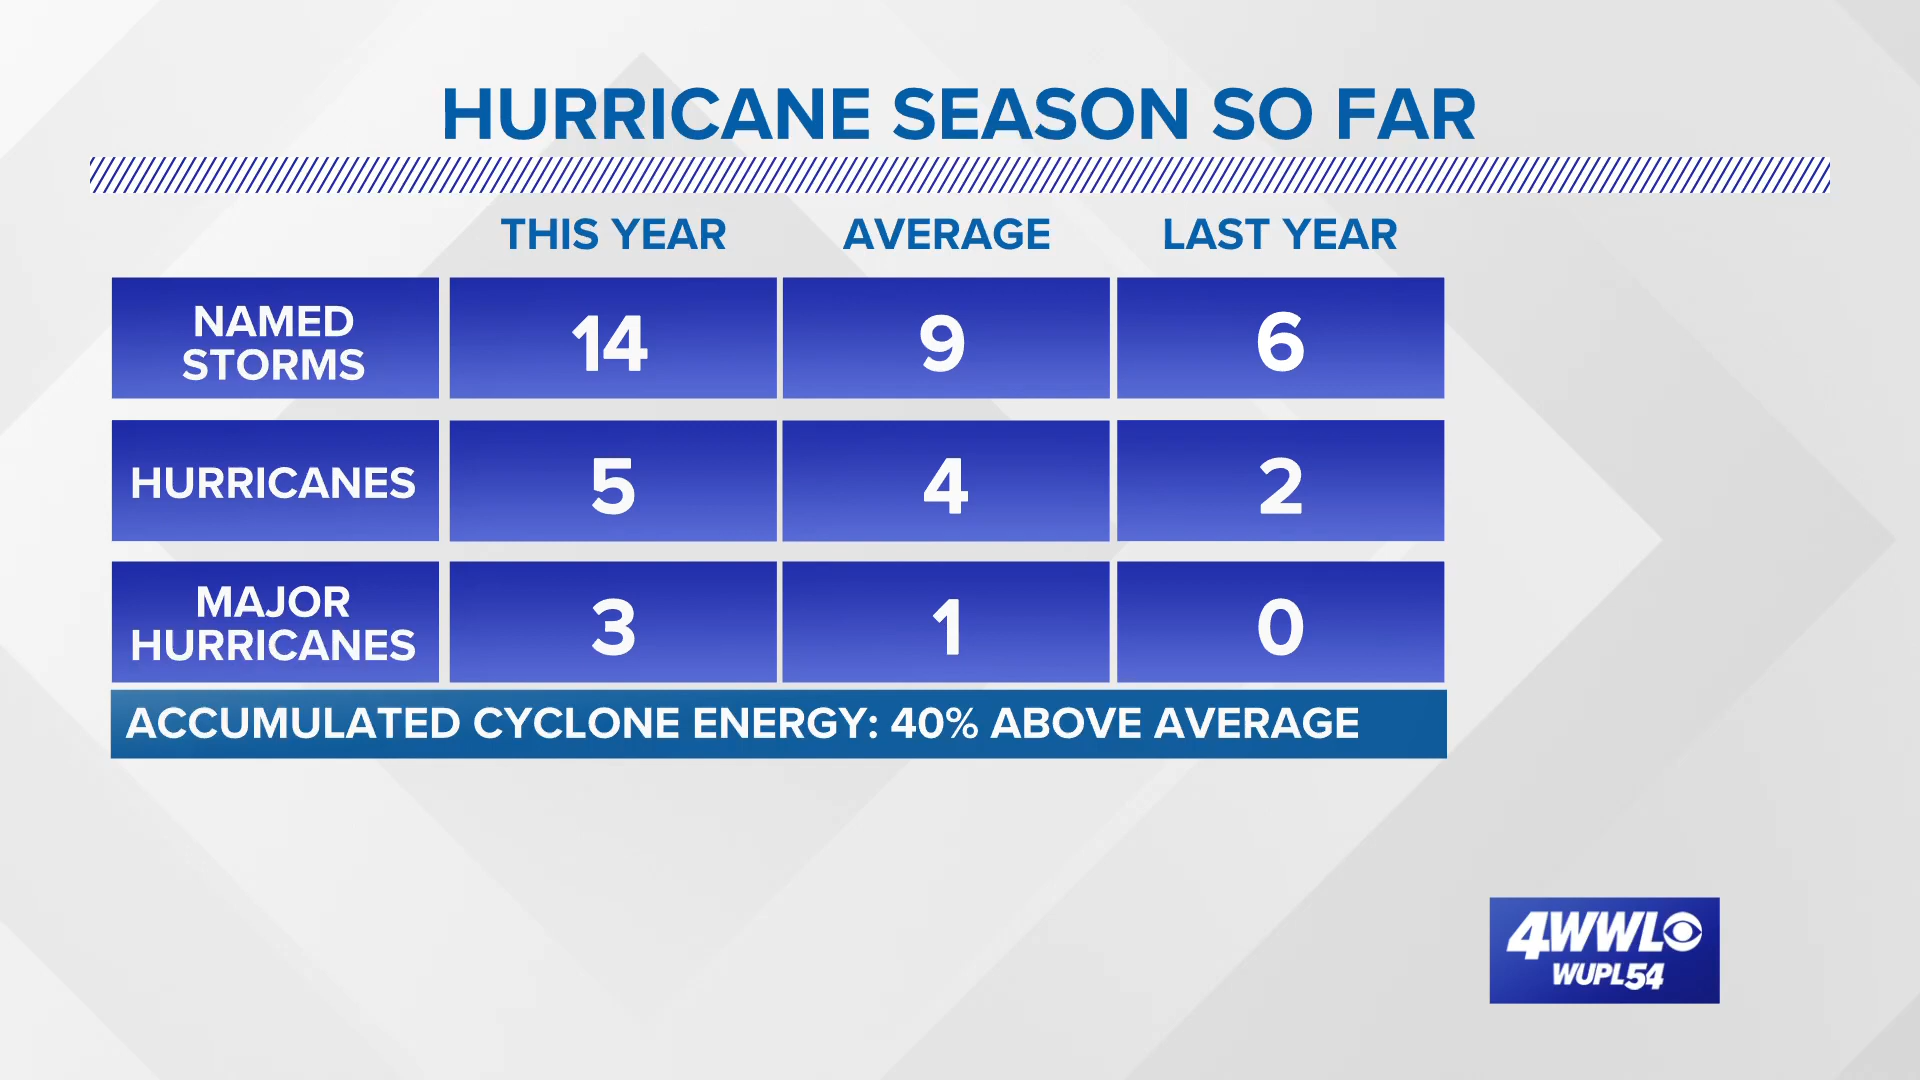 HURRICANE SEASON SO FAR
THIS YEAR AVERAGE LAST YEAR
NAMED
STORMS
14 9 6
HURRICANES 5 4 2
MAJOR
HURRICANES
3 1 0
ACCUMULATED CYCLONE ENERGY: 40% ABOVE AVERAGE
4WWL
WUPL54